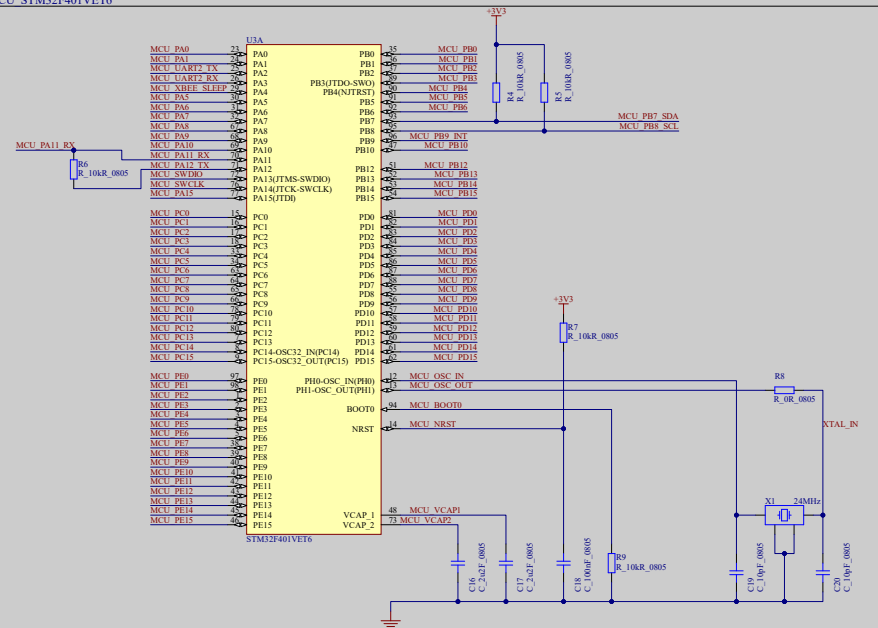 MCU_STM32F401VET6
U3A
MCU_PA0 23 PA0
MCU_PA1 24 PA1
MCU_UART2_TX 25 PA2
MCU_UART2_RX 26 PA3
MCU_XBEE_SLEEP 29 PA4
MCU_PA5 30 PA5
MCU_PA6 31 PA6
MCU_PA7 32 PA7
MCU_PA8 67 PA8
MCU_PA9 68 PA9
MCU_PA10 69 PA10
MCU_PA11_RX 70 PA11
MCU_PA12_TX PA12
MCU_SWDIO PA13(JTMS-SWDIO)
MCU_SWCLK 76 PA14(JTCK-SWCLK)
MCU_PA15 77 PA15(JTDI)
MCU_PA11_RX
R6
R_10kR_0805
MCU_PC0 15 PC0
MCU_PC1 16 PC1
MCU_PC2 17 PC2
MCU_PC3 18 PC3
MCU_PC4 33 PC4
MCU_PC5 34 PC5
MCU_PC6 63 PC6
MCU_PC7 64 PC7
MCU_PC8 65 PC8
MCU_PC9 66 PC9
MCU_PC10 78 PC10
MCU_PC11 79 PC11
MCU_PC12 80 PC12
MCU_PC13 PC13
MCU_PC14 PC14-OSC32_IN(PC14)
MCU_PC15 PC15-OSC32_OUT(PC15)
MCU_PE0 97 PE0
MCU_PE1 98 PE1
MCU_PE2 PE2
MCU_PE3 PE3
MCU_PE4 PE4
MCU_PE5 PE5
MCU_PE6 PE6
MCU_PE7 38 PE7
MCU_PE8 39 PE8
MCU_PE9 40 PE9
MCU_PE10 41 PE10
MCU_PE11 42 PE11
MCU_PE12 43 PE12
MCU_PE13 44 PE13
MCU_PE14 45 PE14
MCU_PE15 46 PE15
STM32F401VET6
PB0 35 MCU_PB0
PB1 36 MCU_PB1
PB2 37 MCU_PB2
PB3(JTDO-SWO) 89 MCU_PB3
PB4(NJTRST) 90 MCU_PB4
PB5 91 MCU_PB5
PB6 92 MCU_PB6
PB7 93 MCU_PB7_SDA
PB8 95 MCU_PB8_SCL
PB9 96 MCU_PB9_INT
PB10 47 MCU_PB10
PB12 51 MCU_PB12
PB13 52 MCU_PB13
PB14 53 MCU_PB14
PB15 54 MCU_PB15
PD0 81 MCU_PD0
PD1 82 MCU_PD1
PD2 83 MCU_PD2
PD3 84 MCU_PD3
PD4 85 MCU_PD4
PD5 86 MCU_PD5
PD6 87 MCU_PD6
PD7 88 MCU_PD7
PD8 55 MCU_PD8
PD9 56 MCU_PD9
PD10 57 MCU_PD10
PD11 58 MCU_PD11
PD12 59 MCU_PD12
PD13 60 MCU_PD13
PD14 61 MCU_PD14
PD15 62 MCU_PD15
PH0-OSC_IN(PH0) 12 MCU_OSC_IN
PH1-OSC_OUT(PH1) 13 MCU_OSC_OUT
BOOT0 94 MCU_BOOT0
NRST 14 MCU_NRST
VCAP_1 48 MCU_VCAP1
VCAP_2 73 MCU_VCAP2
+3V3
R4
R_10kR_0805
R5
R_10kR_0805
+3V3
R7
R_10kR_0805
R8
R_0R_0805
XTAL_IN
X1 24MHz
C16
C_2u2F_0805
C17
C_2u2F_0805
C18
C_100nF_0805
R9
R_10kR_0805
C19
C_10pF_0805
C20
C_10pF_0805